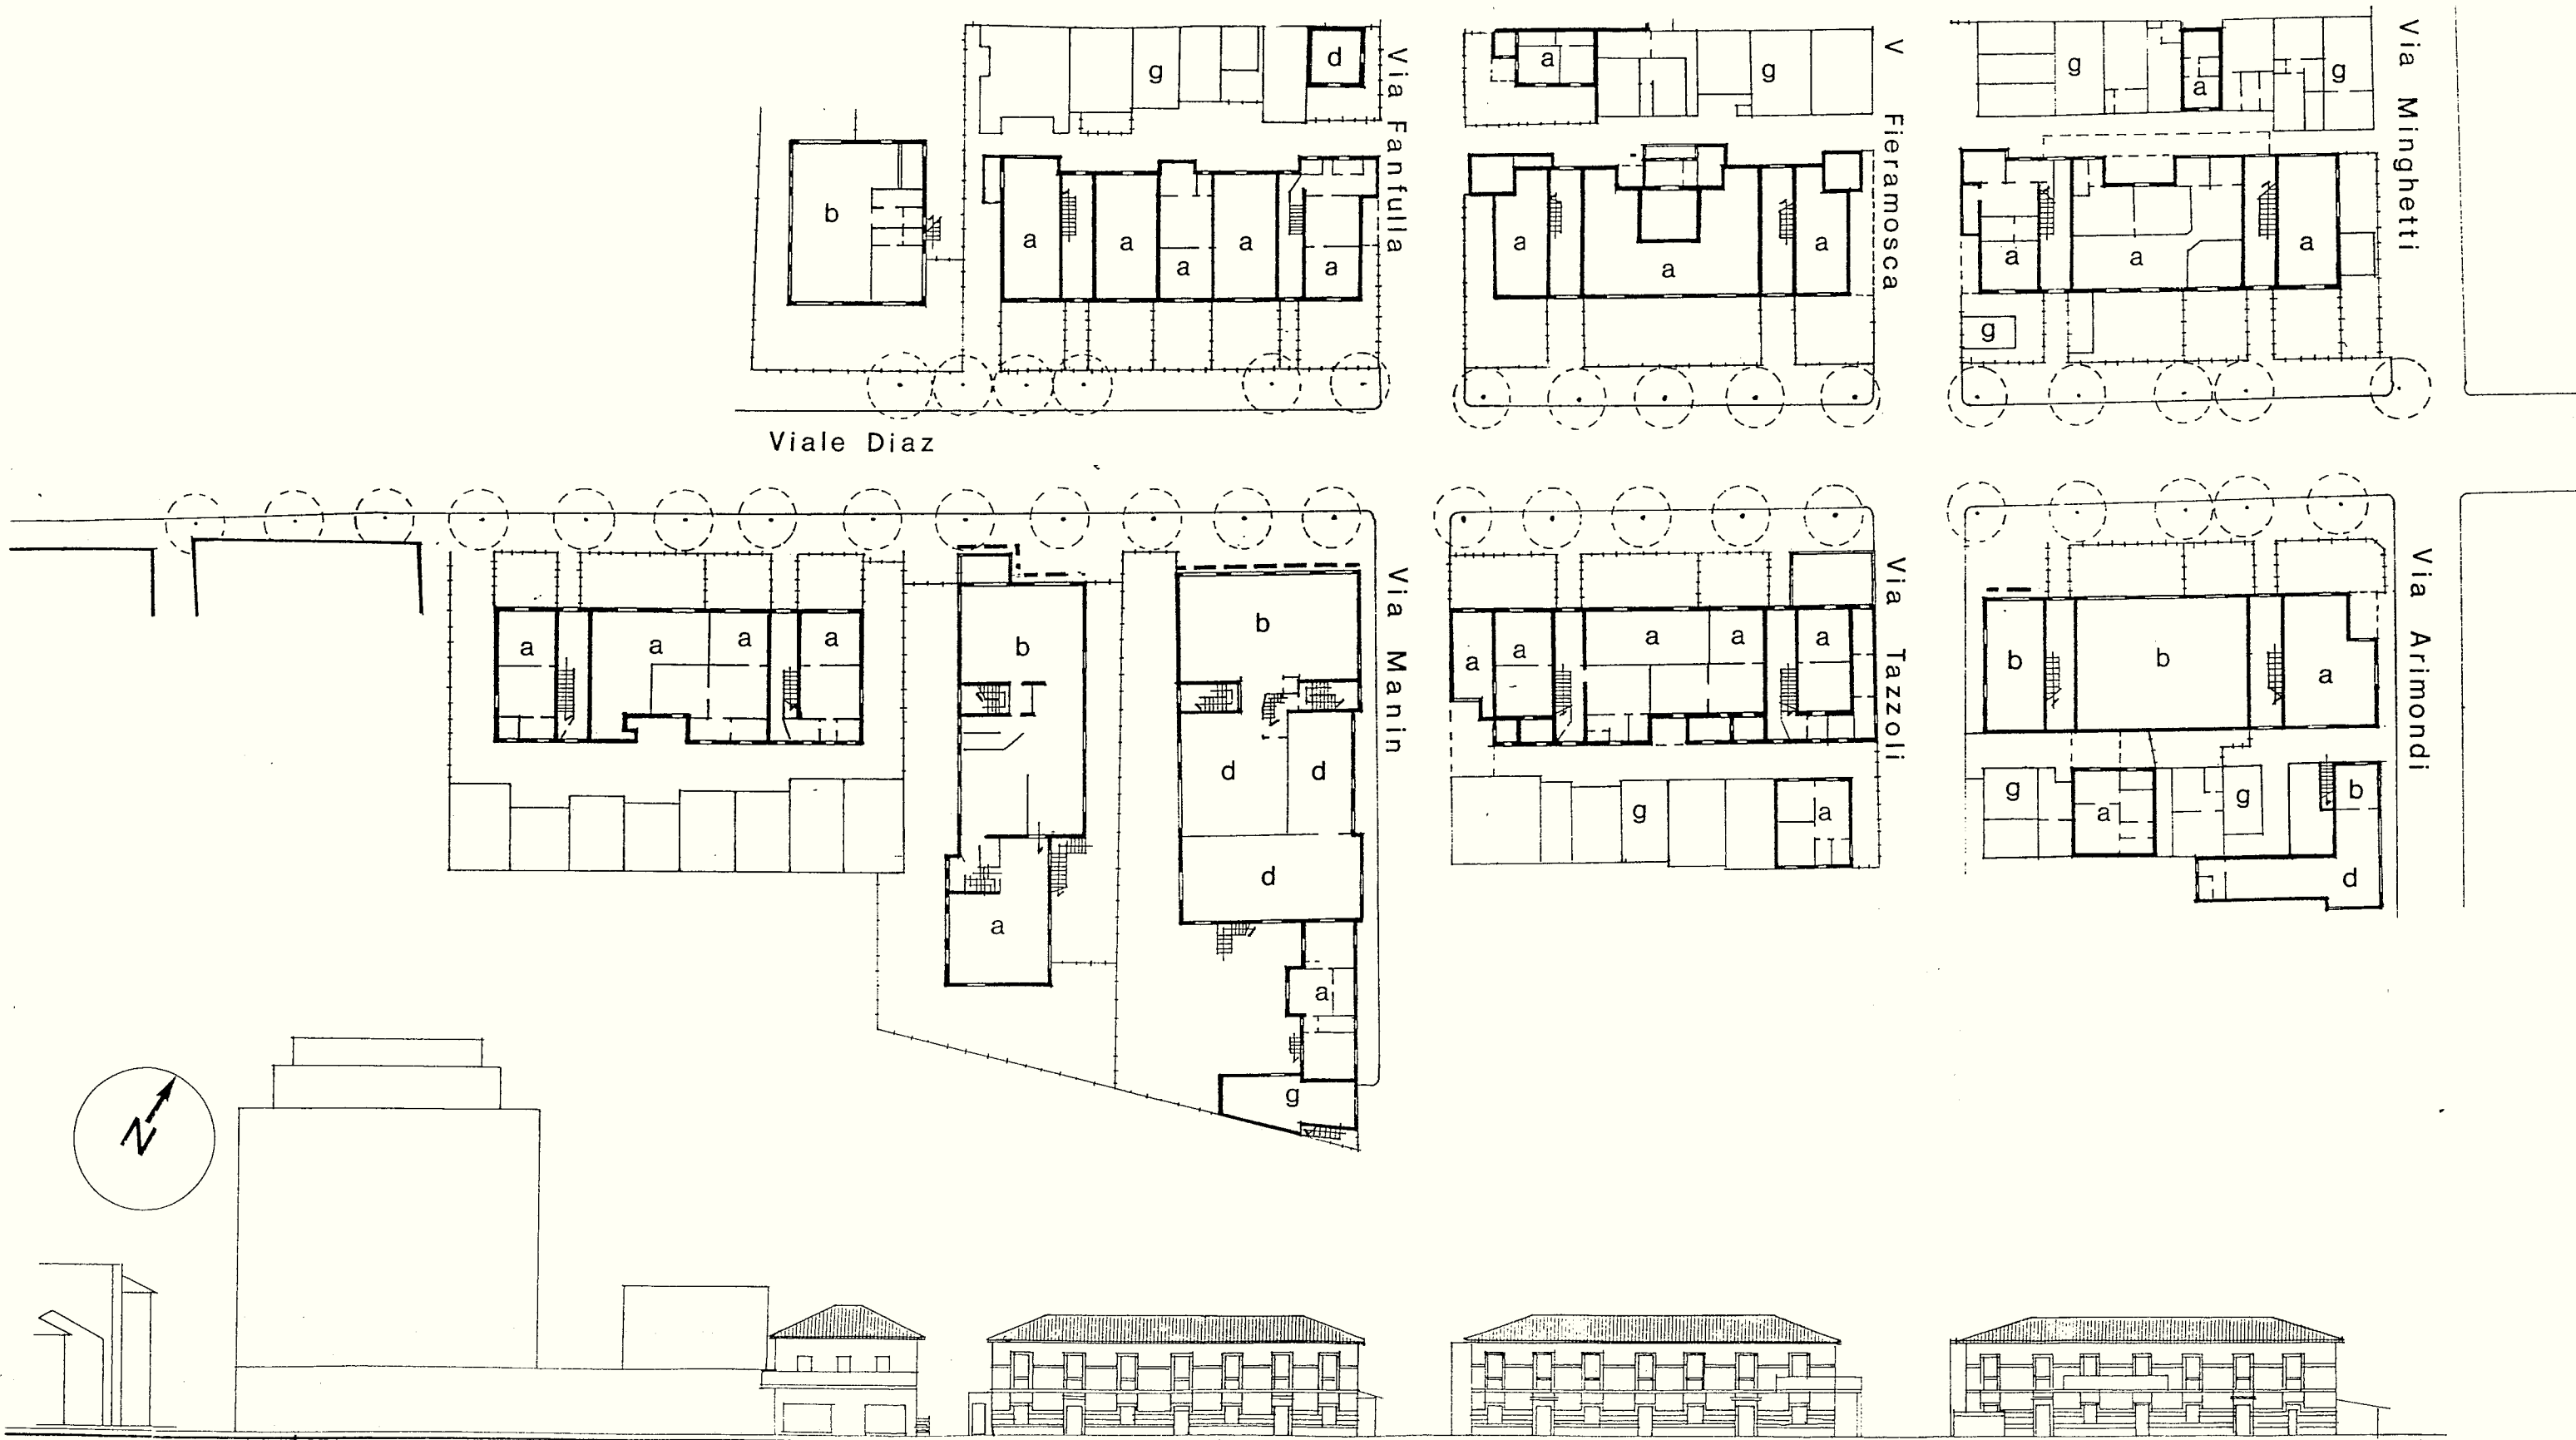 g
d
Via Fanfulla
a
g
V Fieramosca
g
a
g
Via Minghetti
b
a
a
a
a
a
a
a
a
a
a
a
g
Viale Diaz
a
a
a
a
b
b
Via Manin
a
a
a
a
a
Via Tazzoli
b
b
a
Via Arimondi
d
d
d
a
a
g
g
a
g
a
g
b
d
N